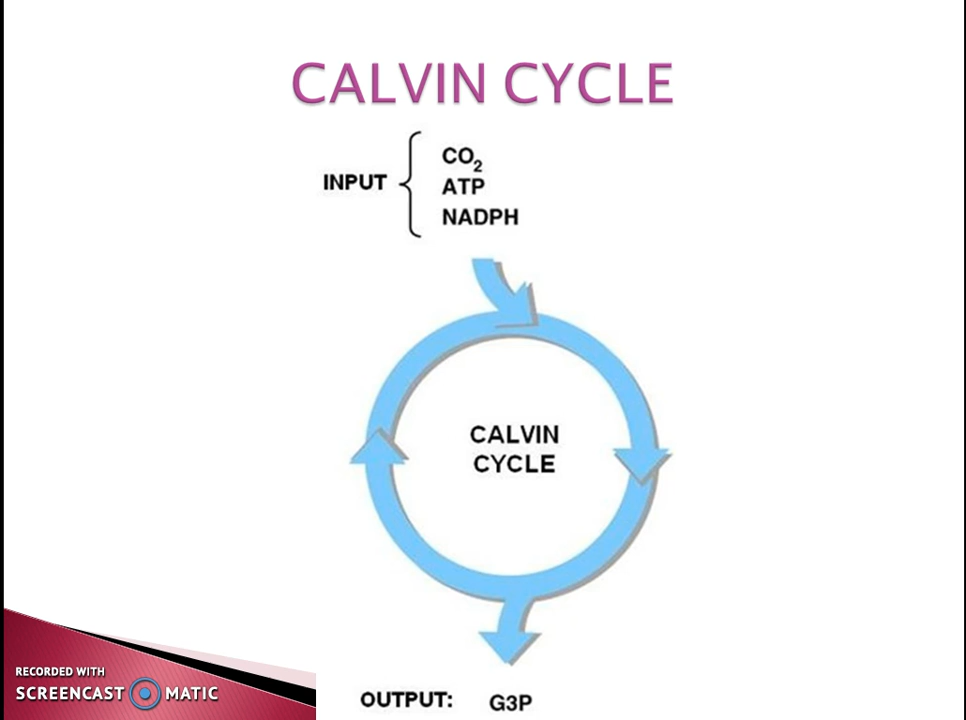 CALVIN CYCLE
INPUT
CO₂
ATP
NADPH
CALVIN
CYCLE
OUTPUT: G3P
RECORDED WITH
SCREENCAST MATIC